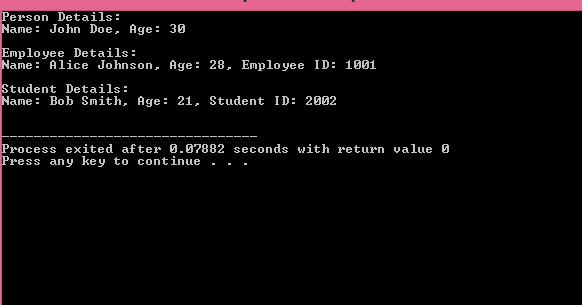 Person Details:
Name: John Doe, Age: 30
Employee Details:
Name: Alice Johnson, Age: 28, Employee ID: 1001
Student Details:
Name: Bob Smith, Age: 21, Student ID: 2002
--------------------------------
Process exited after 0.07882 seconds with return value 0
Press any key to continue . . .